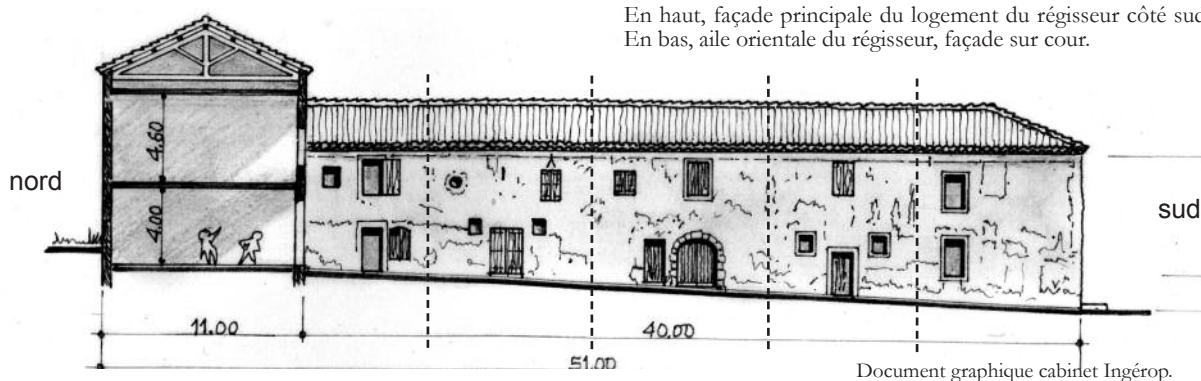 En haut, façade principale du logement du régisseur côté sud
En bas, aile orientale du régisseur, façade sur cour.
4.60
nord
4.00
sud
11.00
40.00
51.00
Document graphique cabinet Ingérop.